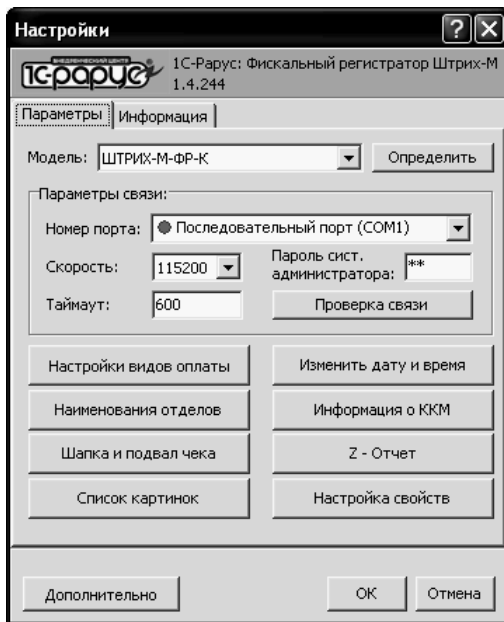 Настройки
ВНЕДРЕНЧЕСКИЙ ЦЕНТР
1С-рарус
1С-Рарус: Фискальный регистратор Штрих-М
1.4.244
Параметры Информация
Модель: ШТРИХ-М-ФР-К Определить
Параметры связи:
Номер порта: Последовательный порт (COM1)
Скорость: 115200 Пароль сист. администратора: **
Таймаут: 600 Проверка связи
Настройки видов оплаты Изменить дату и время
Наименования отделов Информация о ККМ
Шапка и подвал чека Z - Отчет
Список картинок Настройка свойств
Дополнительно ОК Отмена